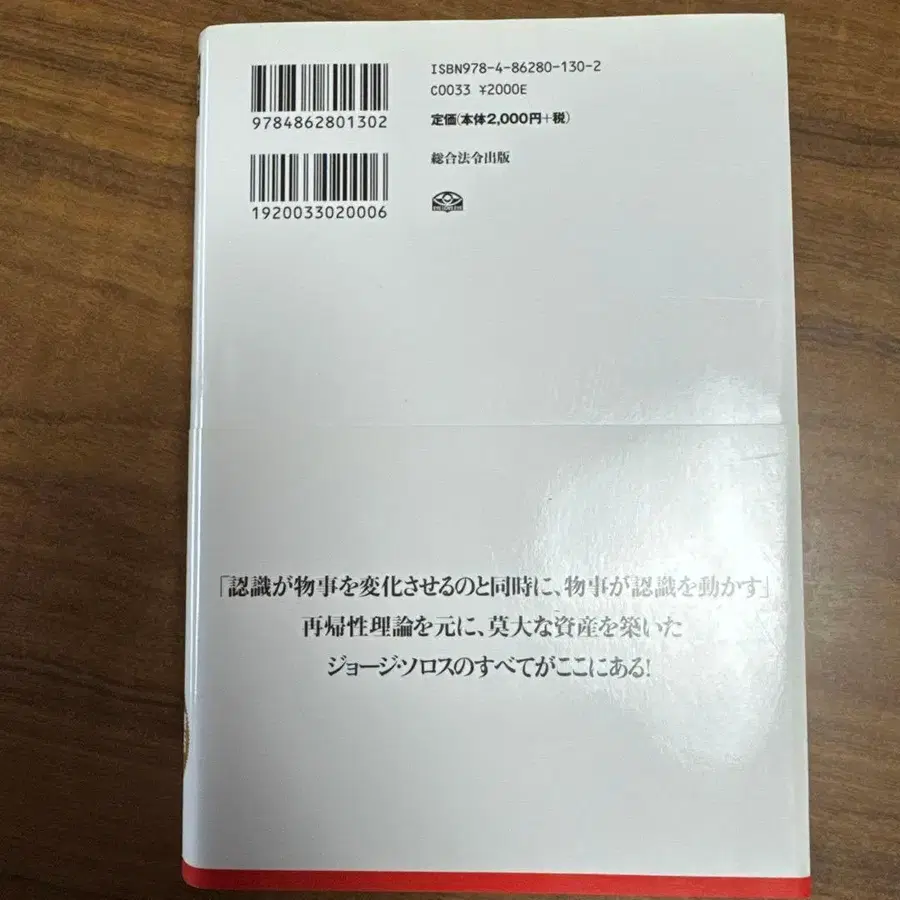 ISBN978-4-86280-130-2
C0033 ¥2000E
定価(本体2,000円+税)
総合法令出版
9784862801302
1920033020006
「認識が物事を変化させるのと同時に、物事が認識を動かす」
再帰性理論を元に、莫大な資産を築いた
ジョージ・ソロスのすべてがここにある!